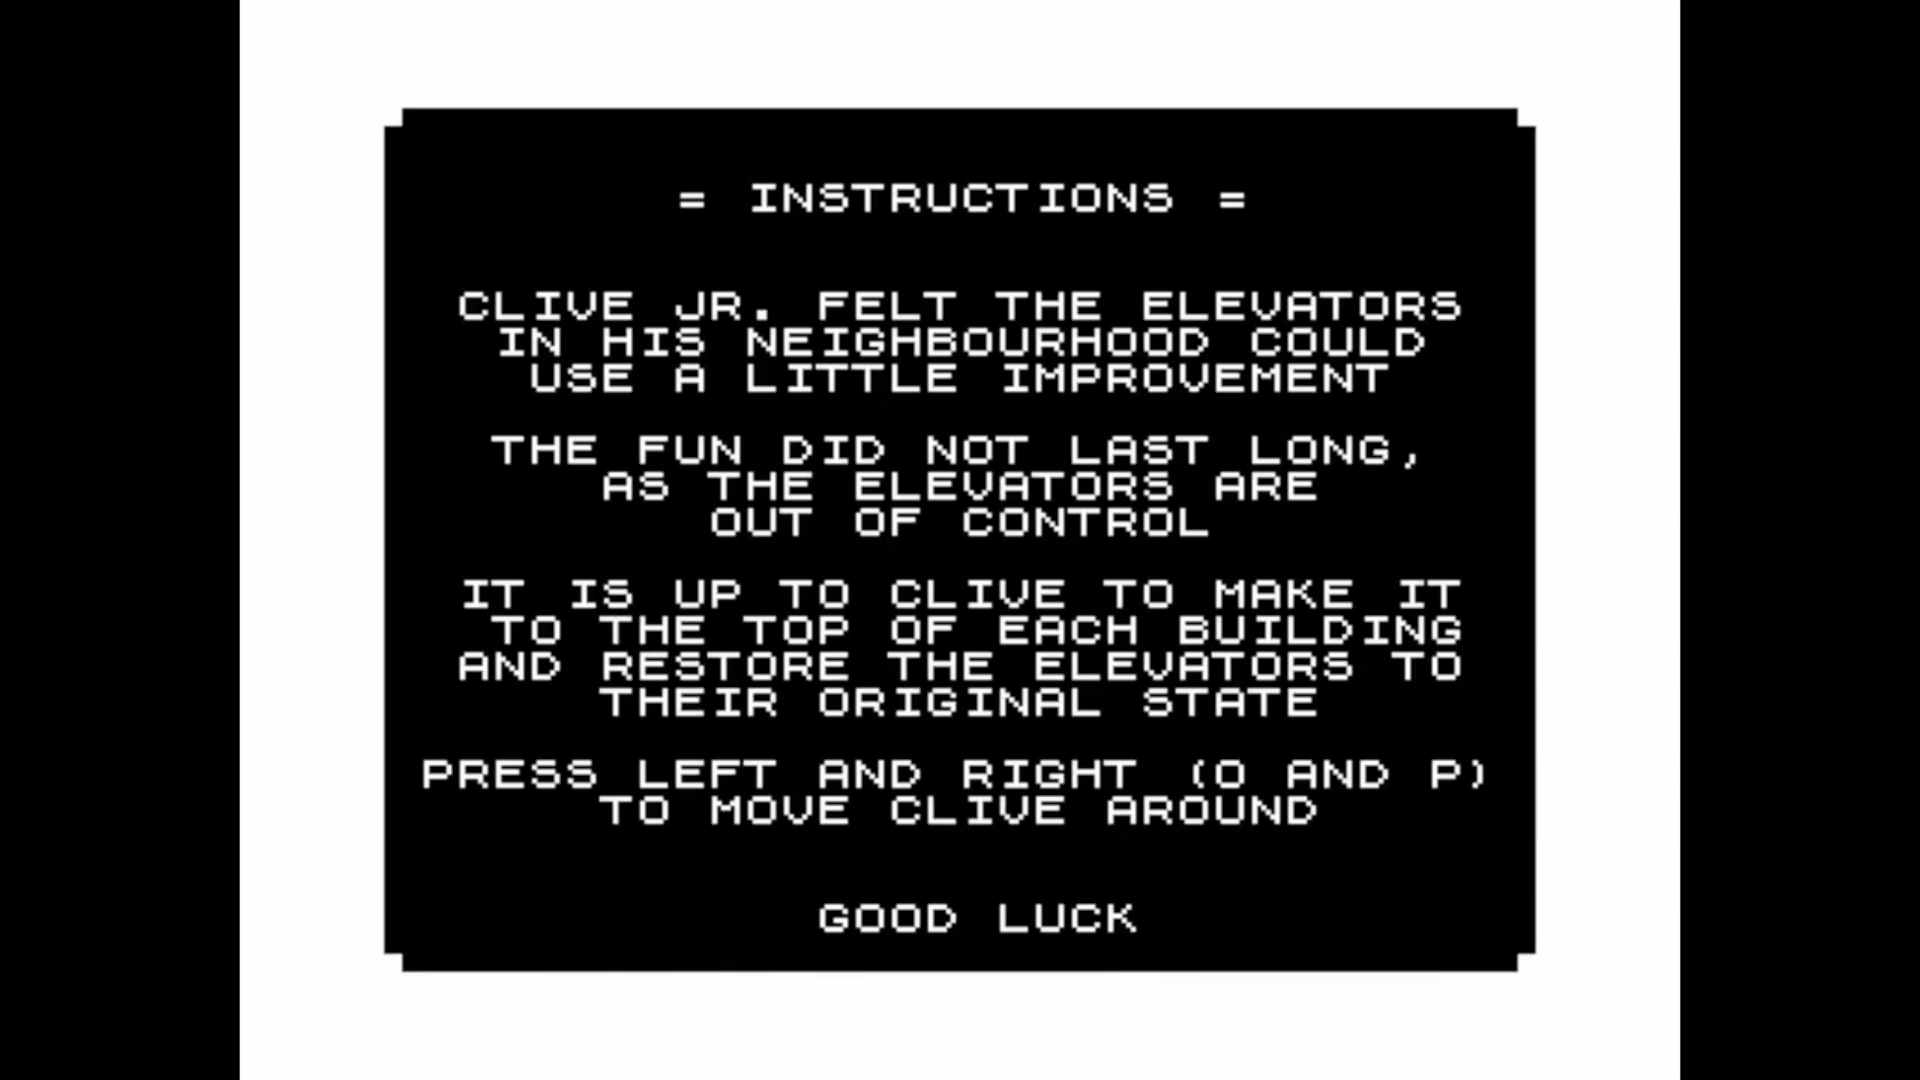 = INSTRUCTIONS =
CLIVE JR. FELT THE ELEVATORS
IN HIS NEIGHBOURHOOD COULD
USE A LITTLE IMPROVEMENT
THE FUN DID NOT LAST LONG,
AS THE ELEVATORS ARE
OUT OF CONTROL
IT IS UP TO CLIVE TO MAKE IT
TO THE TOP OF EACH BUILDING
AND RESTORE THE ELEVATORS TO
THEIR ORIGINAL STATE
PRESS LEFT AND RIGHT (O AND P)
TO MOVE CLIVE AROUND
GOOD LUCK